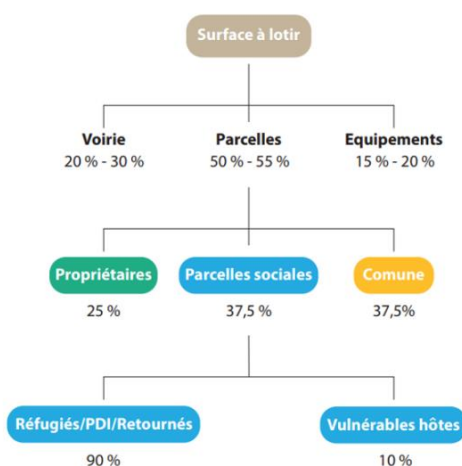 Surface à lotir
Voirie
20 % - 30 %
Parcelles
50 % - 55 %
Equipements
15 % - 20 %
Propriétaires
25 %
Parcelles sociales
37,5 %
Comune
37,5%
Réfugiés/PDI/Retournés
90 %
Vulnérables hôtes
10 %